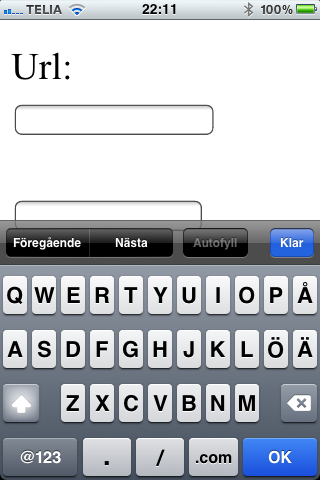 TELIA 22:11 100%
Url:
Föregående Nästa Autofyll Klar
Q W E R T Y U I O P Å
A S D F G H J K L Ö Ä
Z X C V B N M
@123 . / .com OK